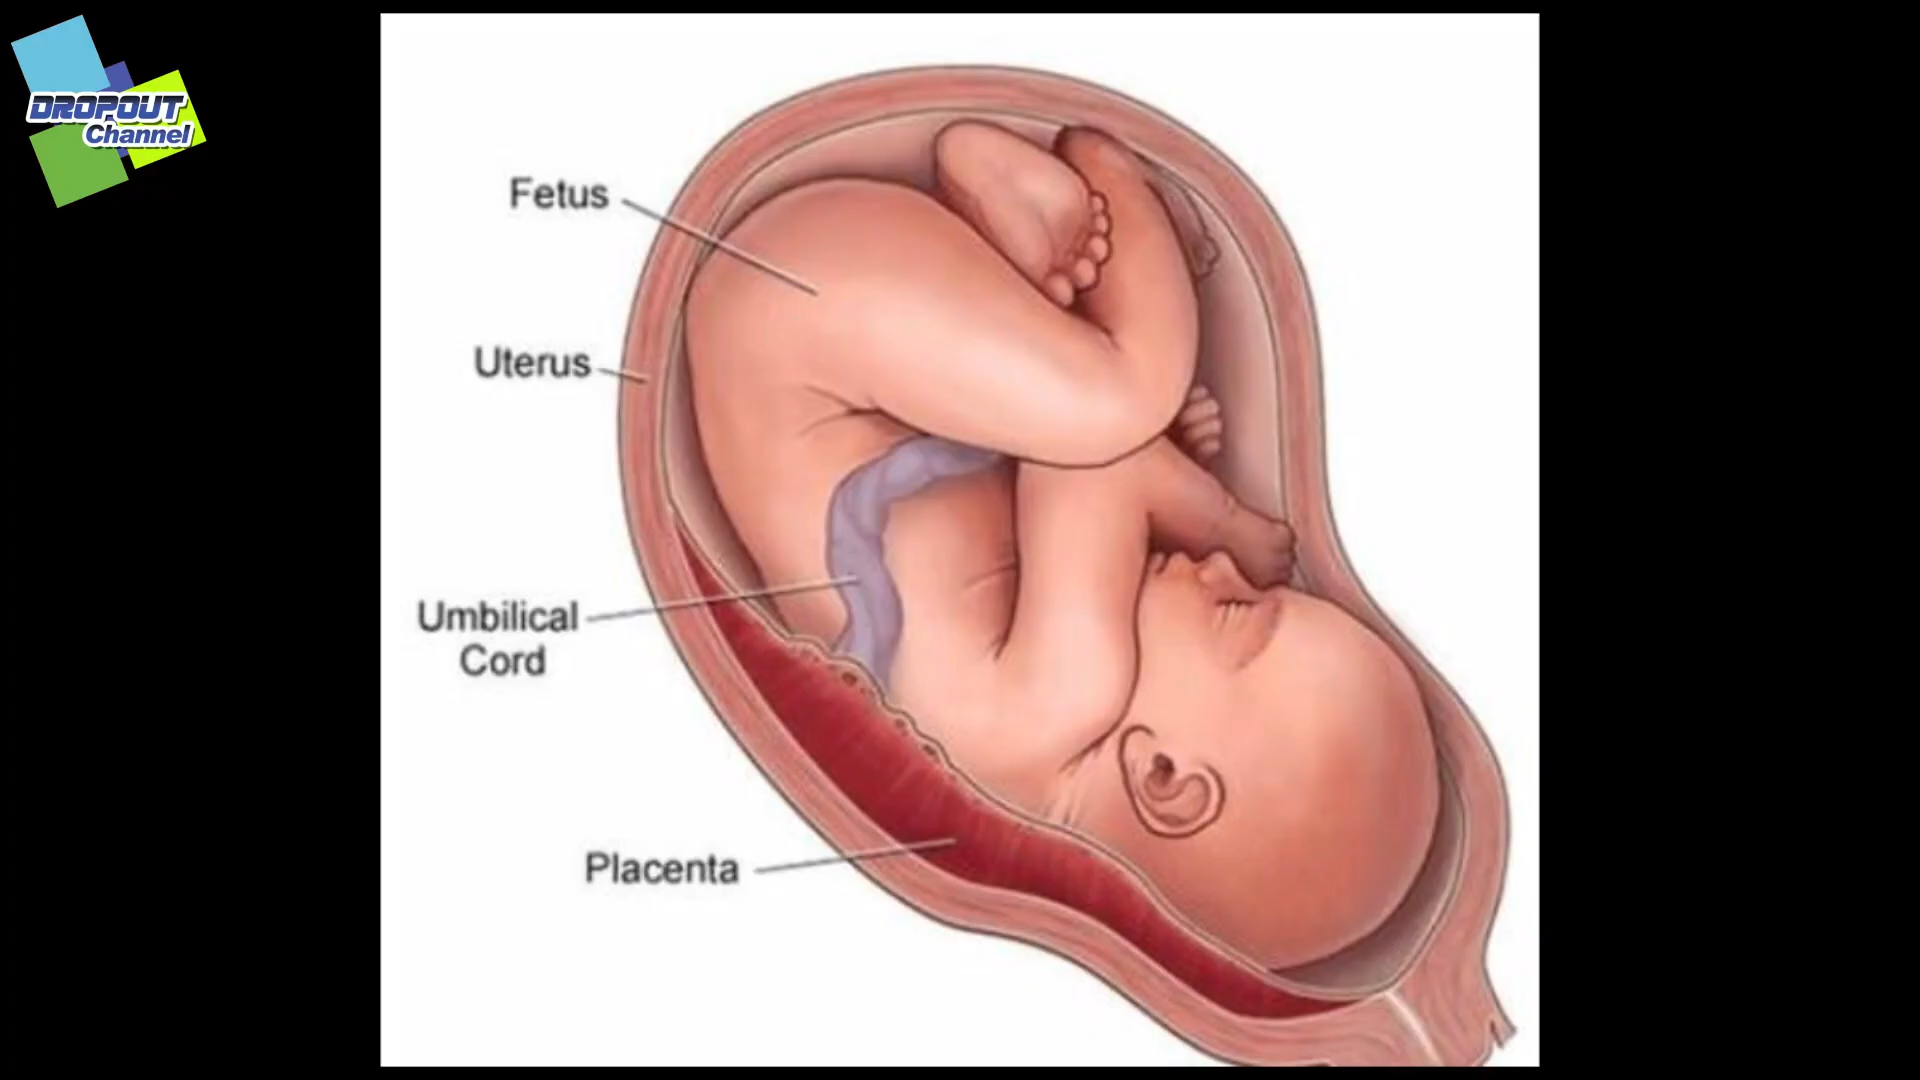 DROPOUT
Channel
Fetus
Uterus
Umbilical
Cord
Placenta